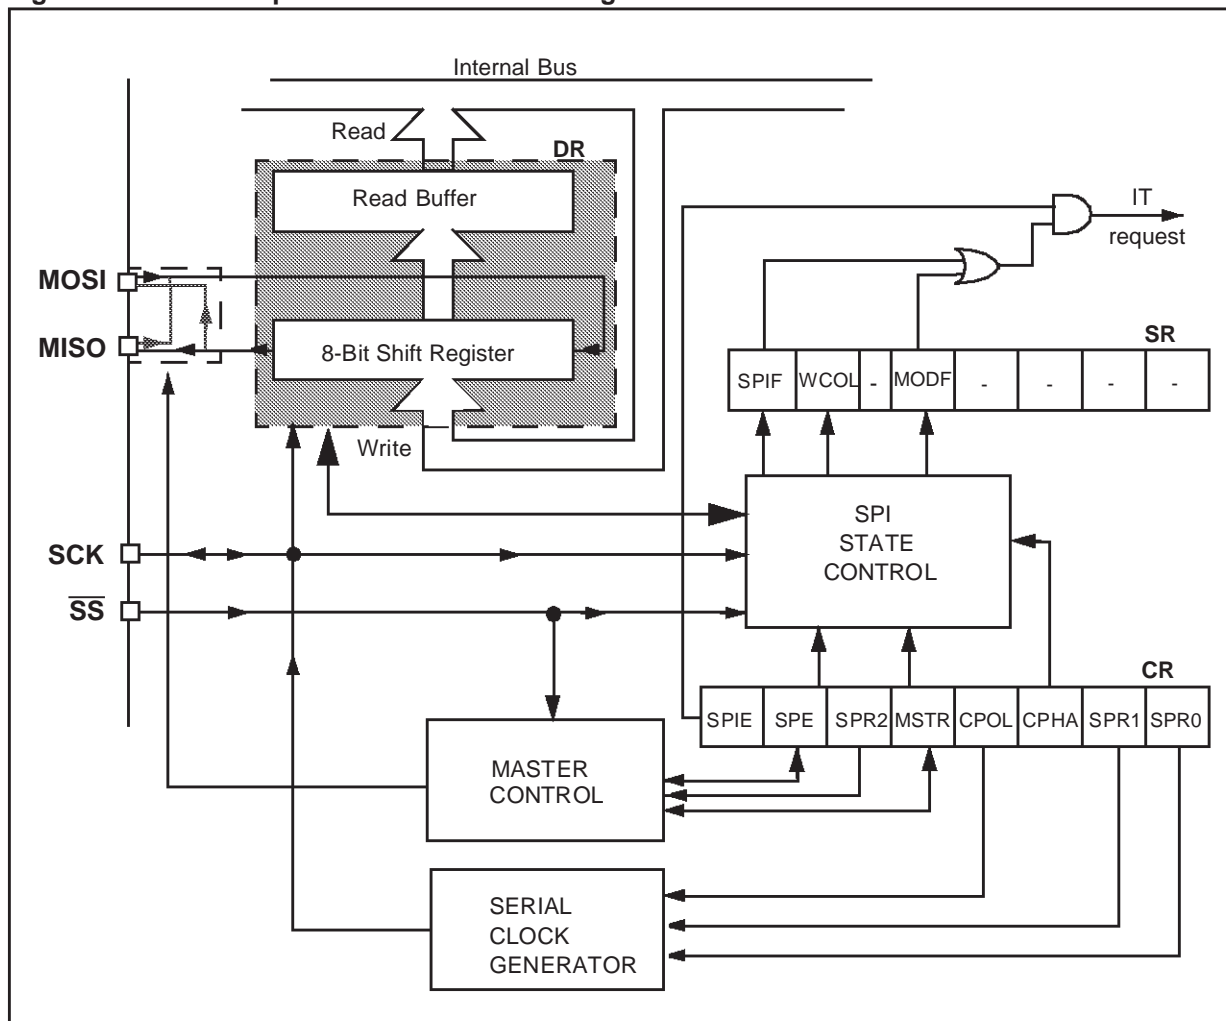 Internal Bus
Read
DR
Read Buffer
IT
request
MOSI
MISO
8-Bit Shift Register
SR
SPIF WCOL - MODF - - - -
Write
SPI
STATE
CONTROL
SCK
SS
CR
SPIE SPE SPR2 MSTR CPOL CPHA SPR1 SPR0
MASTER
CONTROL
SERIAL
CLOCK
GENERATOR